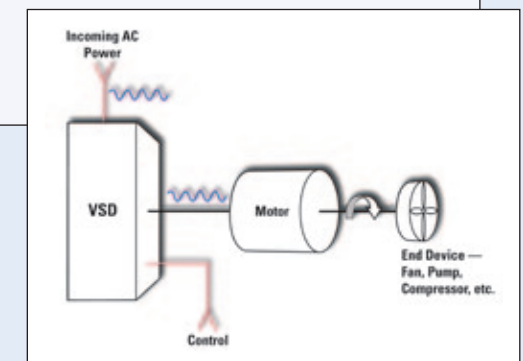 Incoming AC
Power
VSD
Motor
End Device —
Fan, Pump,
Compressor, etc.
Control